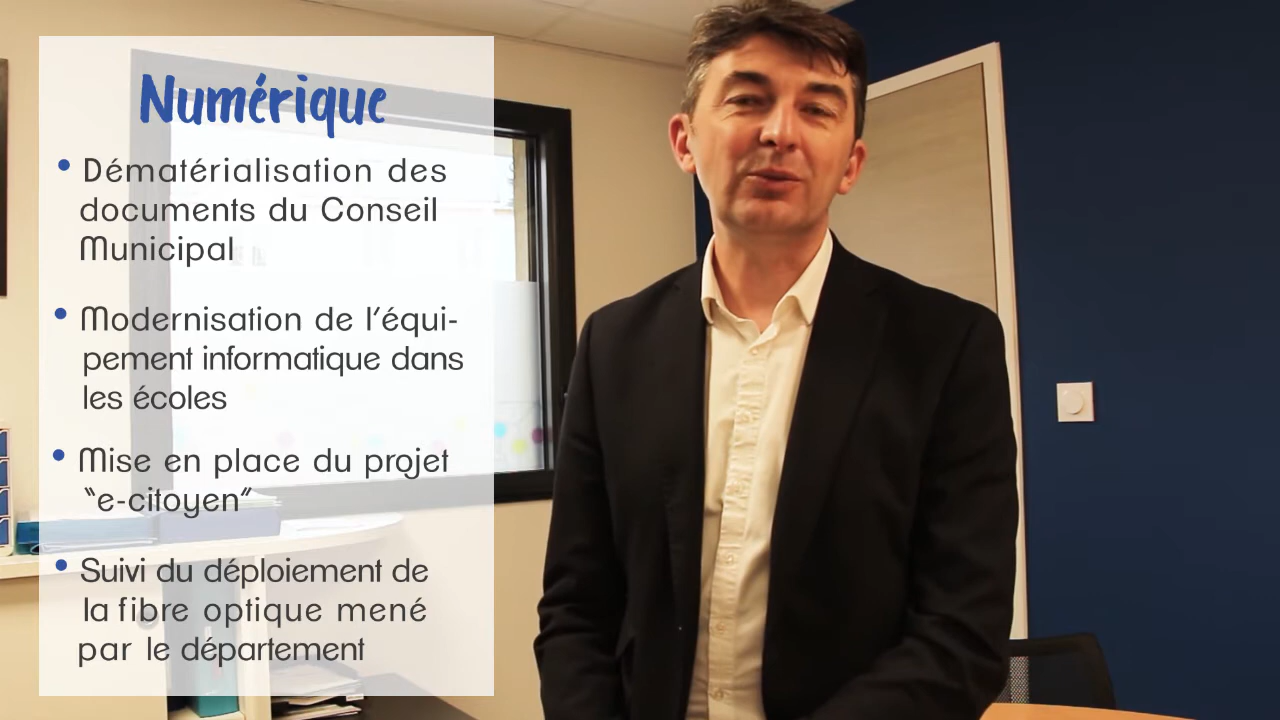 Numérique
• Dématérialisation des
documents du Conseil
Municipal
• Modernisation de l'équi-
pement informatique dans
les écoles
• Mise en place du projet
"e-citoyen"
• Suivi du déploiement de
la fibre optique mené
par le département